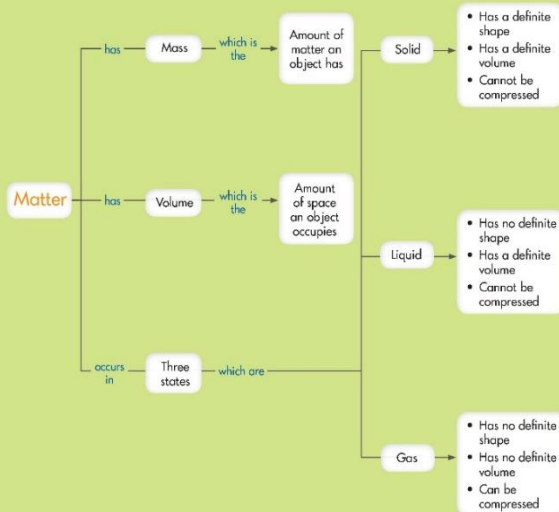 Matter
has
Mass
which is
the
Amount of
matter an
object has
has
Volume
which is
the
Amount
of space
an object
occupies
occurs
in
Three
states
which are
Solid
• Has a definite
shape
• Has a definite
volume
• Cannot be
compressed
Liquid
• Has no definite
shape
• Has a definite
volume
• Cannot be
compressed
Gas
• Has no definite
shape
• Has no definite
volume
• Can be
compressed